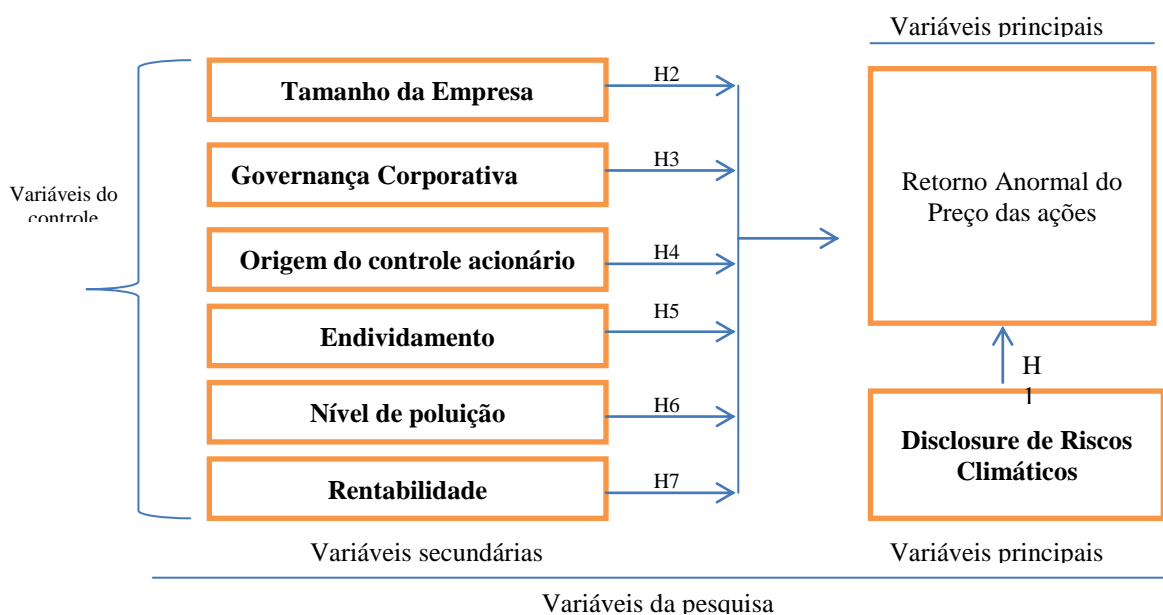 Variáveis principais
Tamanho da Empresa
H2
Governança Corporativa
H3
Variáveis do
controle
Retorno Anormal do
Preço das ações
Origem do controle acionário
H4
Endividamento
H5
H
1
Nível de poluição
H6
Disclosure de Riscos
Climáticos
Rentabilidade
H7
Variáveis secundárias
Variáveis principais
Variáveis da pesquisa